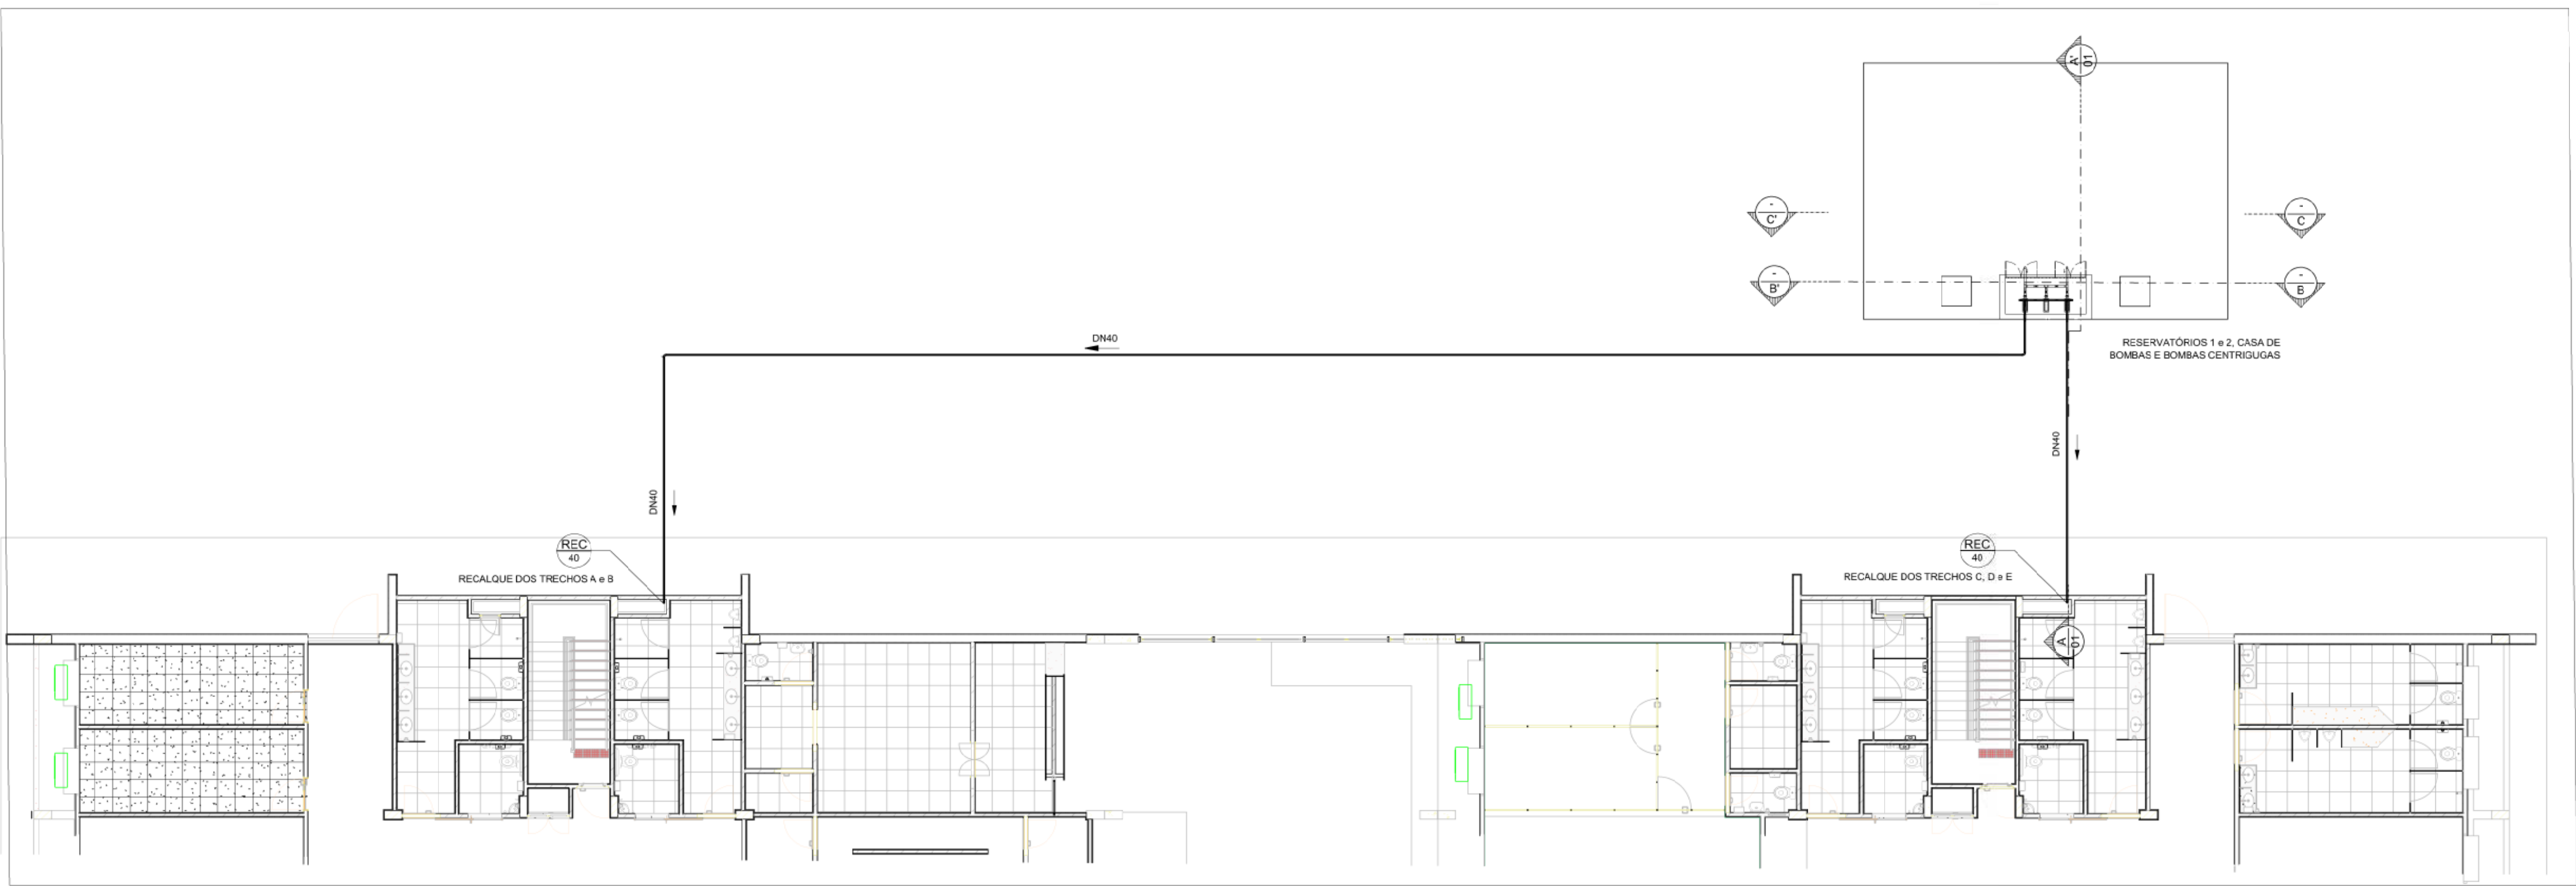 A'
01
-
C'
-
C
-
B'
-
B
DN40
RESERVATÓRIOS 1 e 2, CASA DE
BOMBAS E BOMBAS CENTRIGUGAS
DN40
DN40
REC
40
RECALQUE DOS TRECHOS A e B
REC
40
RECALQUE DOS TRECHOS C, D e E
A
01